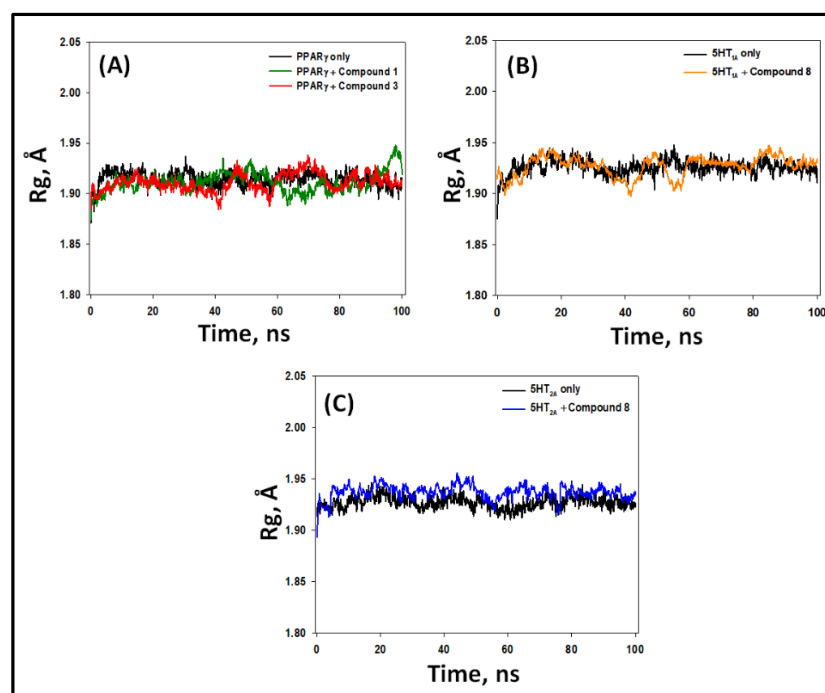 (A)
PPARγ only
PPARγ + Compound 1
PPARγ + Compound 3
2.05
2.00
1.95
1.90
1.85
1.80
Rg, Å
0 20 40 60 80 100
Time, ns
(B)
5HT1A only
5HT1A + Compound 8
2.05
2.00
1.95
1.90
1.85
1.80
Rg, Å
0 20 40 60 80 100
Time, ns
(C)
5HT2A only
5HT2A + Compound 8
2.05
2.00
1.95
1.90
1.85
1.80
Rg, Å
0 20 40 60 80 100
Time, ns